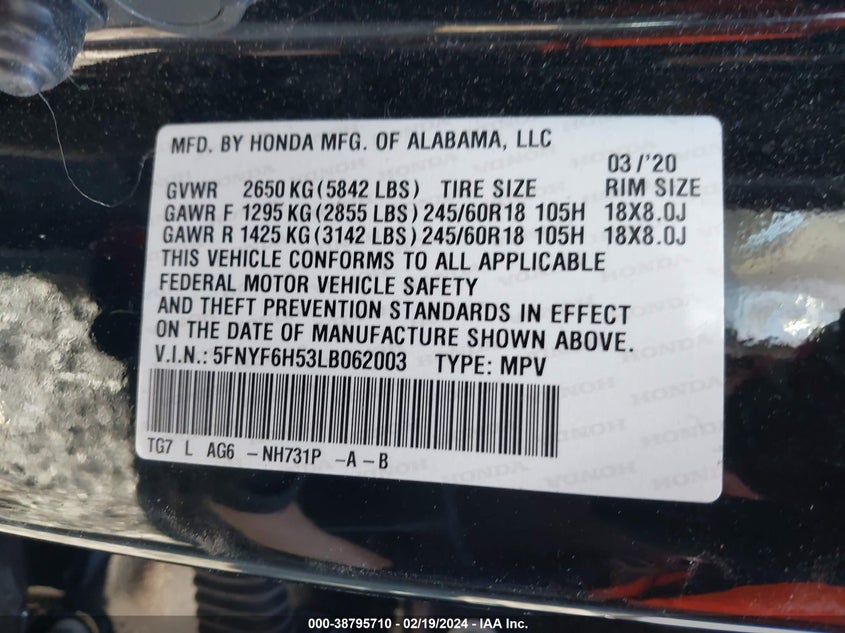 MFD. BY HONDA MFG. OF ALABAMA, LLC
03/'20
GVWR 2650 KG (5842 LBS) TIRE SIZE RIM SIZE
GAWR F 1295 KG (2855 LBS) 245/60R18 105H 18X8.0J
GAWR R 1425 KG (3142 LBS) 245/60R18 105H 18X8.0J
THIS VEHICLE CONFORMS TO ALL APPLICABLE
FEDERAL MOTOR VEHICLE SAFETY
AND THEFT PREVENTION STANDARDS IN EFFECT
ON THE DATE OF MANUFACTURE SHOWN ABOVE.
V.I.N.: 5FNYF6H53LB062003 TYPE: MPV
TG7 L AG6 - NH731P - A - B
000-38795710 - 02/19/2024 - IAA